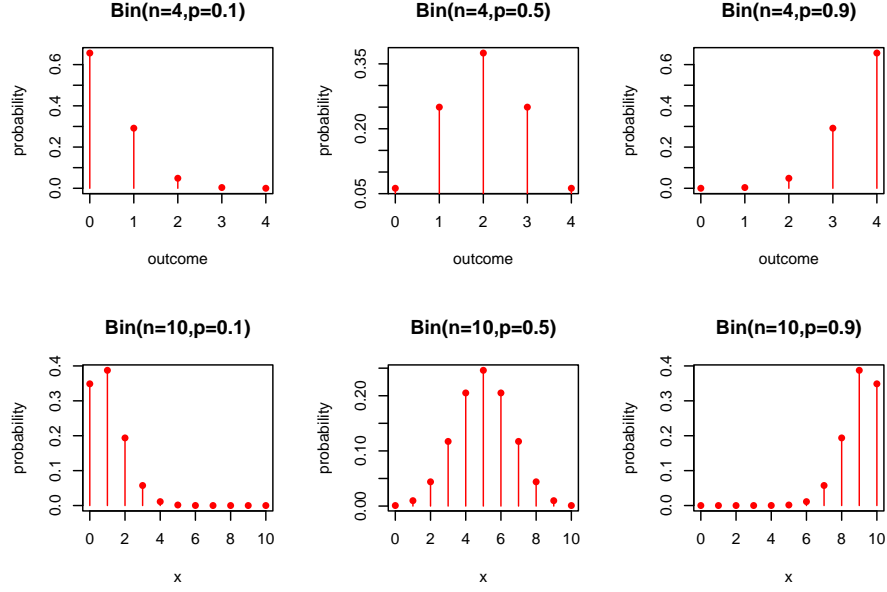 Bin(n=4,p=0.1)
probability
0.0 0.2 0.4 0.6
0 1 2 3 4
outcome
Bin(n=4,p=0.5)
probability
0.05 0.20 0.35
0 1 2 3 4
outcome
Bin(n=4,p=0.9)
probability
0.0 0.2 0.4 0.6
0 1 2 3 4
outcome
Bin(n=10,p=0.1)
probability
0.0 0.1 0.2 0.3 0.4
0 2 4 6 8 10
x
Bin(n=10,p=0.5)
probability
0.00 0.10 0.20
0 2 4 6 8 10
x
Bin(n=10,p=0.9)
probability
0.0 0.1 0.2 0.3 0.4
0 2 4 6 8 10
x